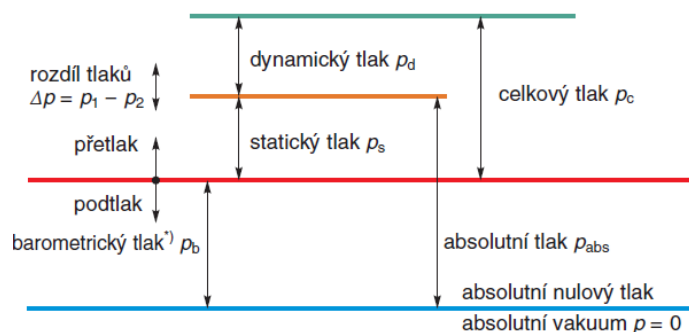 dynamický tlak pd
rozdíl tlaků
Δp = p1 – p2
celkový tlak pc
přetlak
statický tlak ps
podtlak
barometrický tlak*) pb
absolutní tlak pabs
absolutní nulový tlak
absolutní vakuum p = 0